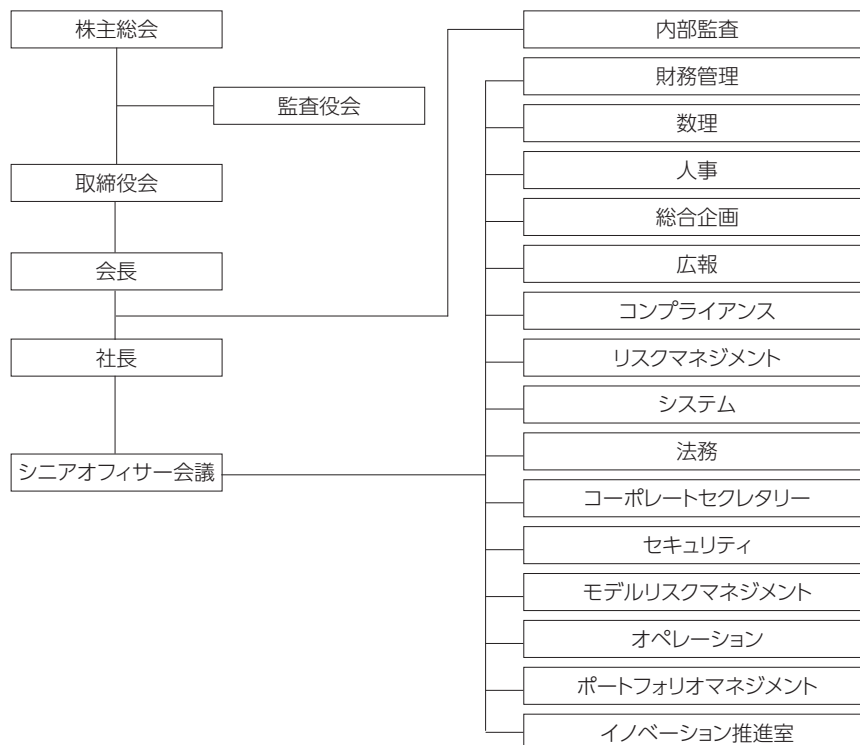 株主総会
監査役会
取締役会
会長
社長
シニアオフィサー会議
内部監査
財務管理
数理
人事
総合企画
広報
コンプライアンス
リスクマネジメント
システム
法務
コーポレートセクレタリー
セキュリティ
モデルリスクマネジメント
オペレーション
ポートフォリオマネジメント
イノベーション推進室